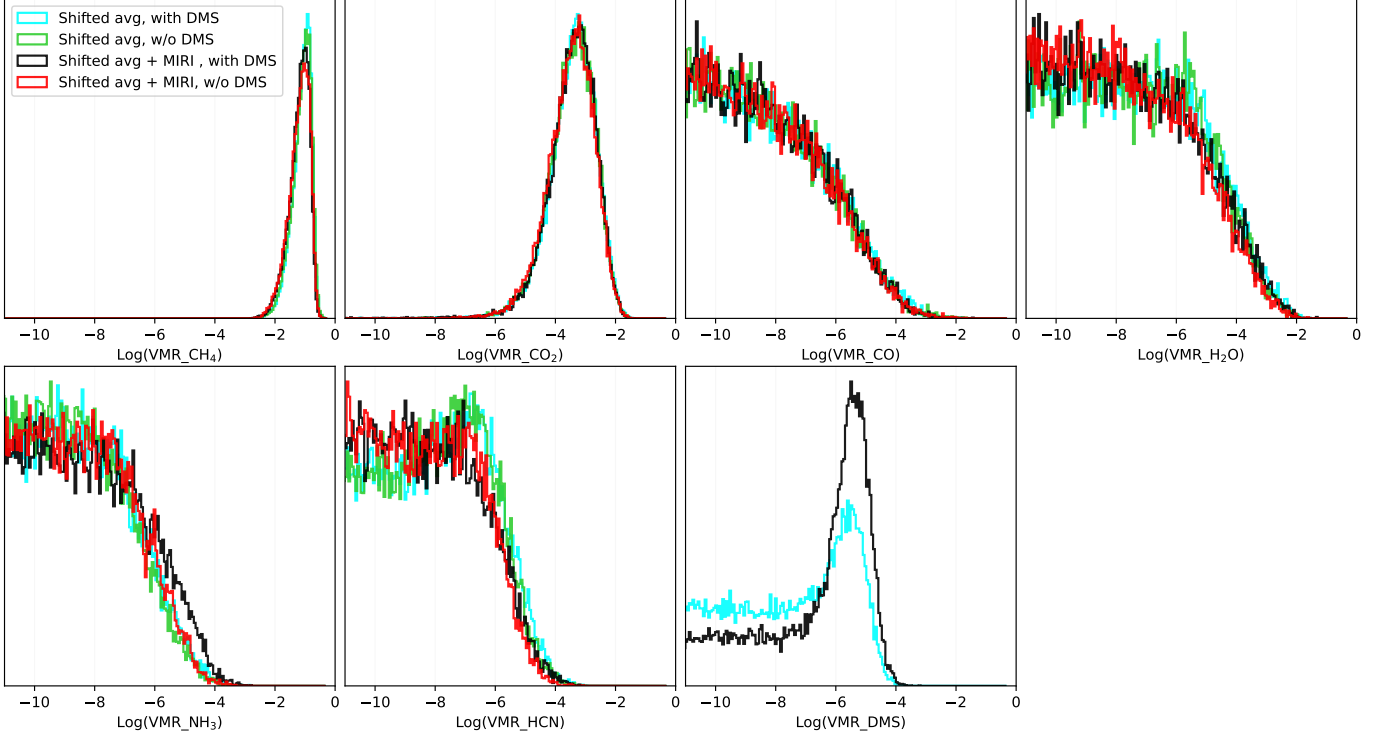 Shifted avg, with DMS
Shifted avg, w/o DMS
Shifted avg + MIRI , with DMS
Shifted avg + MIRI, w/o DMS
−10 −8 −6 −4 −2 0
Log(VMR_CH₄)
−10 −8 −6 −4 −2 0
Log(VMR_CO₂)
−10 −8 −6 −4 −2 0
Log(VMR_CO)
−10 −8 −6 −4 −2 0
Log(VMR_H₂O)
−10 −8 −6 −4 −2 0
Log(VMR_NH₃)
−10 −8 −6 −4 −2 0
Log(VMR_HCN)
−10 −8 −6 −4 −2 0
Log(VMR_DMS)